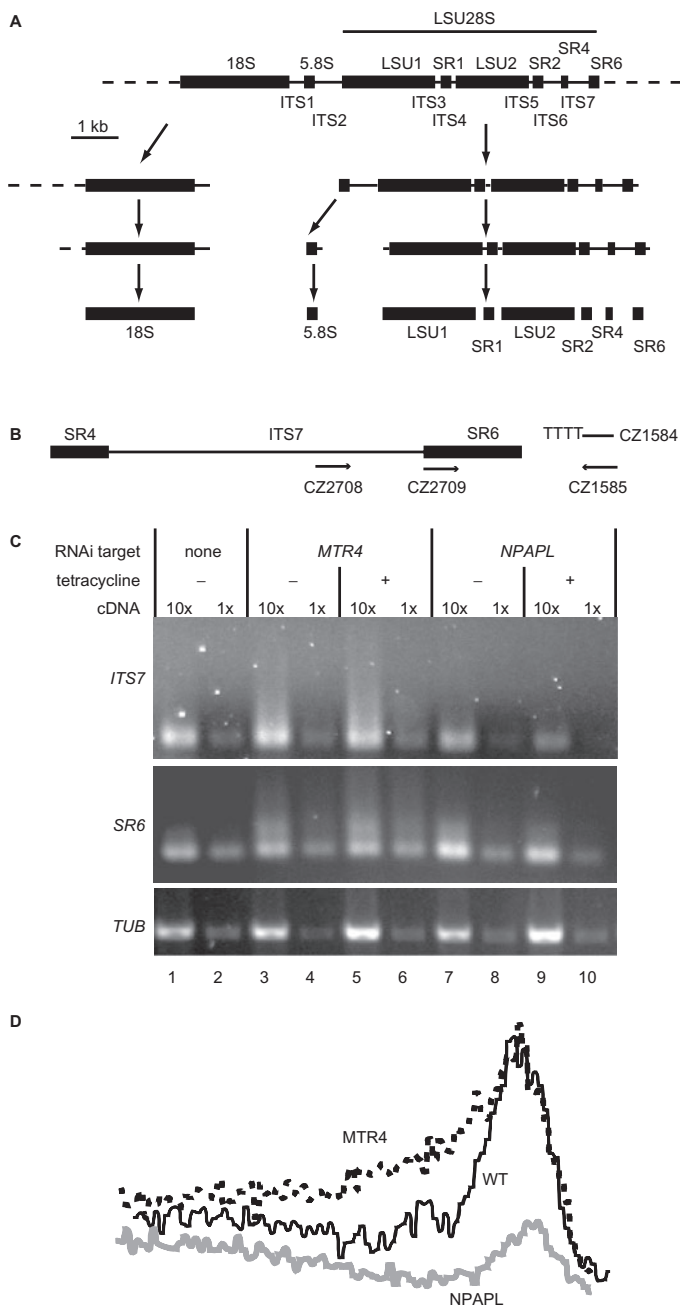 A
LSU28S
18S 5.8S LSU1 SR1 LSU2 SR2 SR4 SR6
ITS1 ITS2 ITS3 ITS4 ITS5 ITS6 ITS7
1 kb
18S 5.8S LSU1 SR1 LSU2 SR2 SR4 SR6
B
SR4 ITS7 SR6 TTTT CZ1584
CZ2708 CZ2709 CZ1585
C
RNAi target none MTR4 NPAPL
tetracycline – – + – +
cDNA 10x 1x 10x 1x 10x 1x 10x 1x 10x 1x
ITS7
SR6
TUB
1 2 3 4 5 6 7 8 9 10
D
MTR4
WT
NPAPL